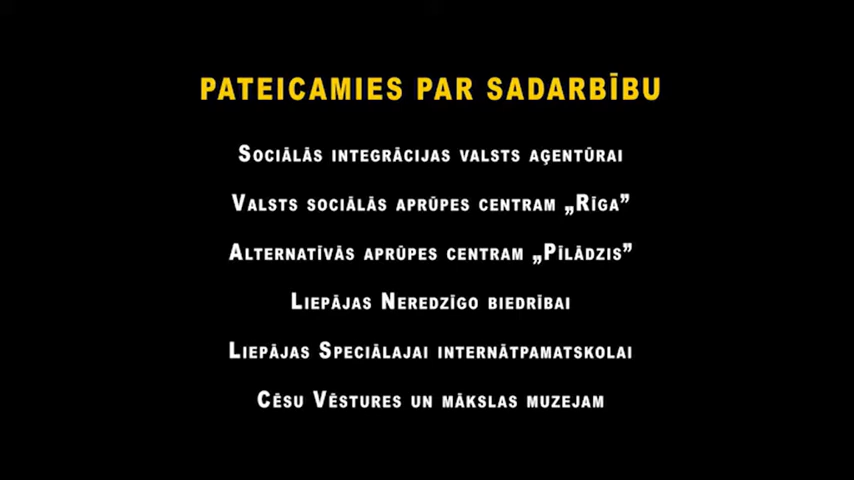 PATEICAMIES PAR SADARBĪBU
SOCIĀLĀS INTEGRĀCIJAS VALSTS AĢENTŪRAI
VALSTS SOCIĀLĀS APRŪPES CENTRAM „RĪGA”
ALTERNATĪVĀS APRŪPES CENTRAM „PĪLĀDZIS”
LIEPĀJAS NEREDZĪGO BIEDRĪBAI
LIEPĀJAS SPECIĀLAJAI INTERNĀTPAMATSKOLAI
CĒSU VĒSTURES UN MĀKSLAS MUZEJAM